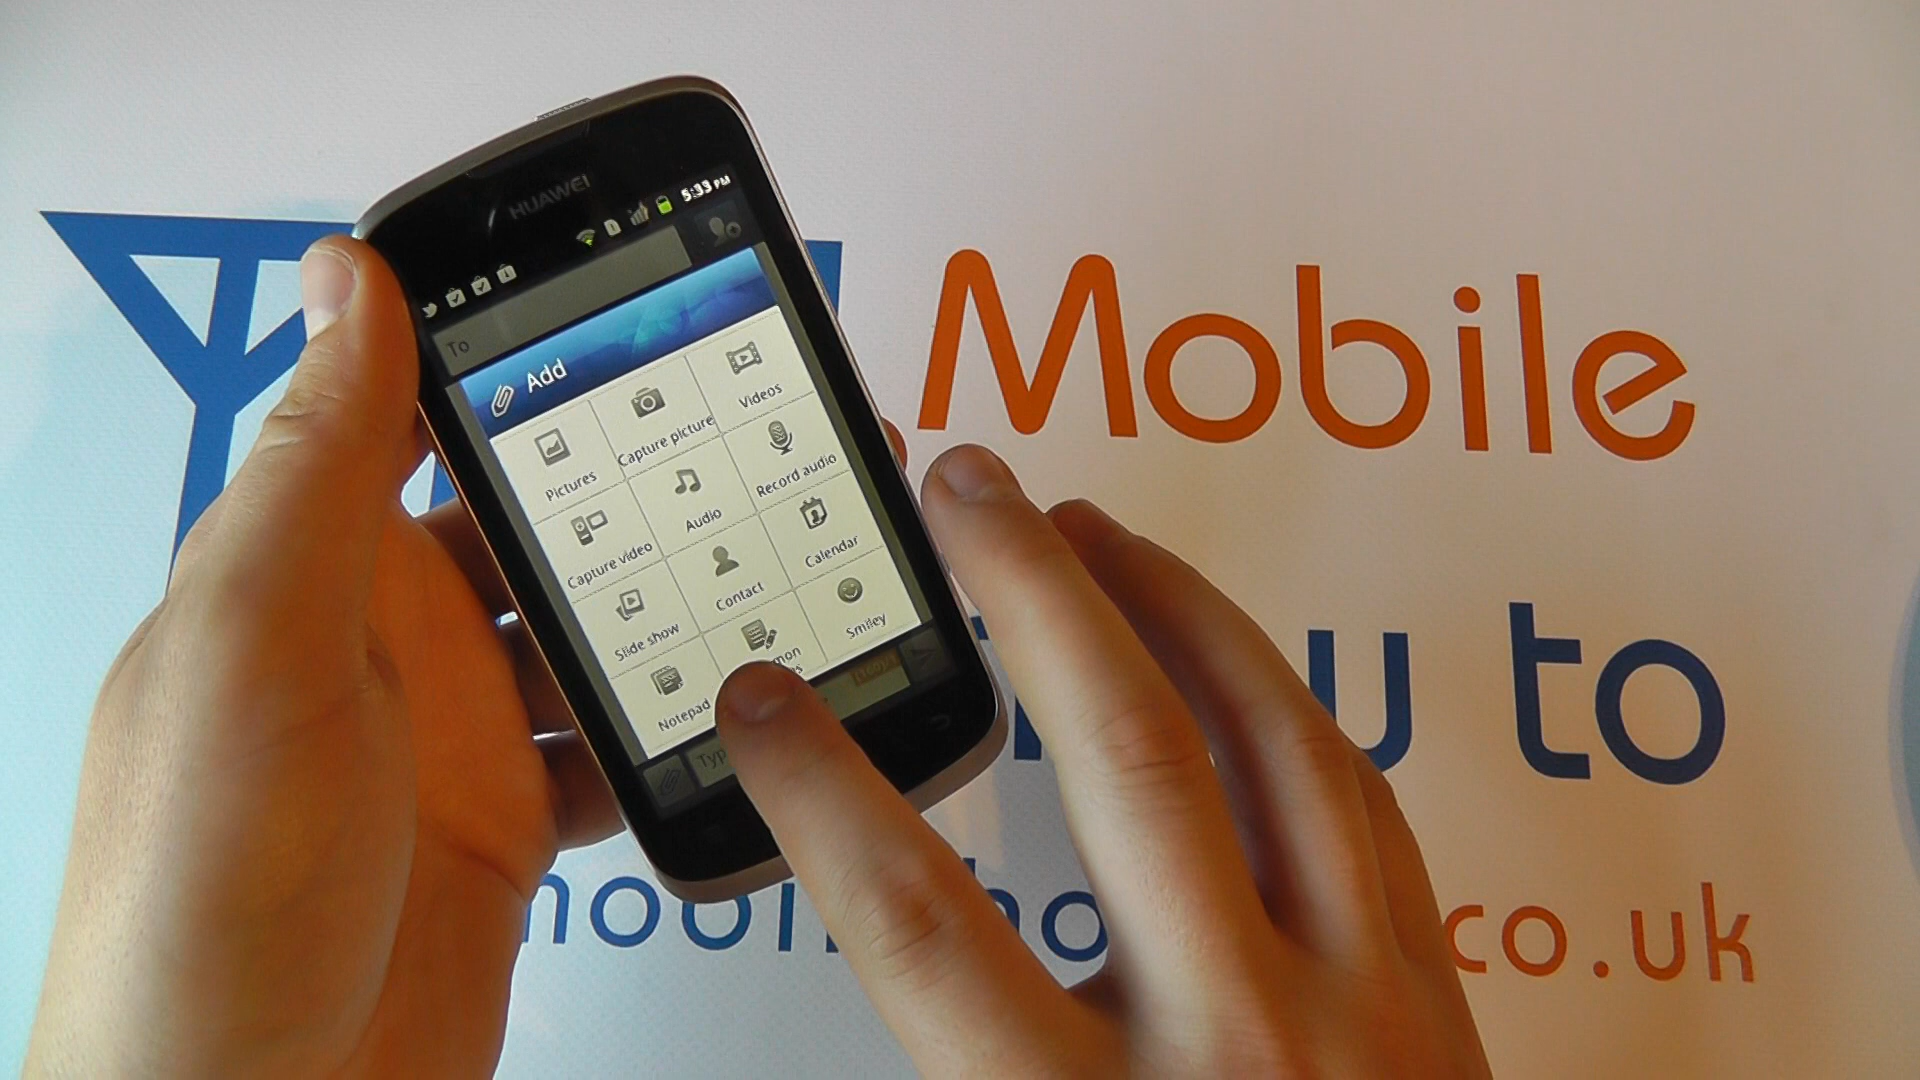 HUAWEI
5:33 PM
To
Add
Pictures
Capture picture
Videos
Capture video
Audio
Record audio
Slide show
Contact
Calendar
Notepad
Smiley
Mobile
to
.co.uk